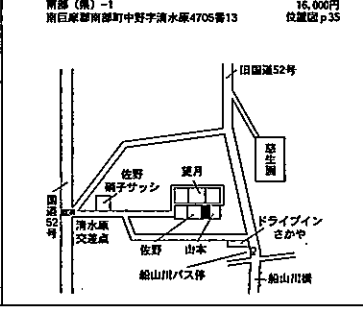 南部（県）-1
16,000円
南巨摩郡南部町中野字清水原4705番13
位置図p35
旧国道52号
佐野
硝子サッシ
望月
国道52号
清水原
交差点
ドライブイン
さかや
佐野
山本
船山川バス停
船山川橋